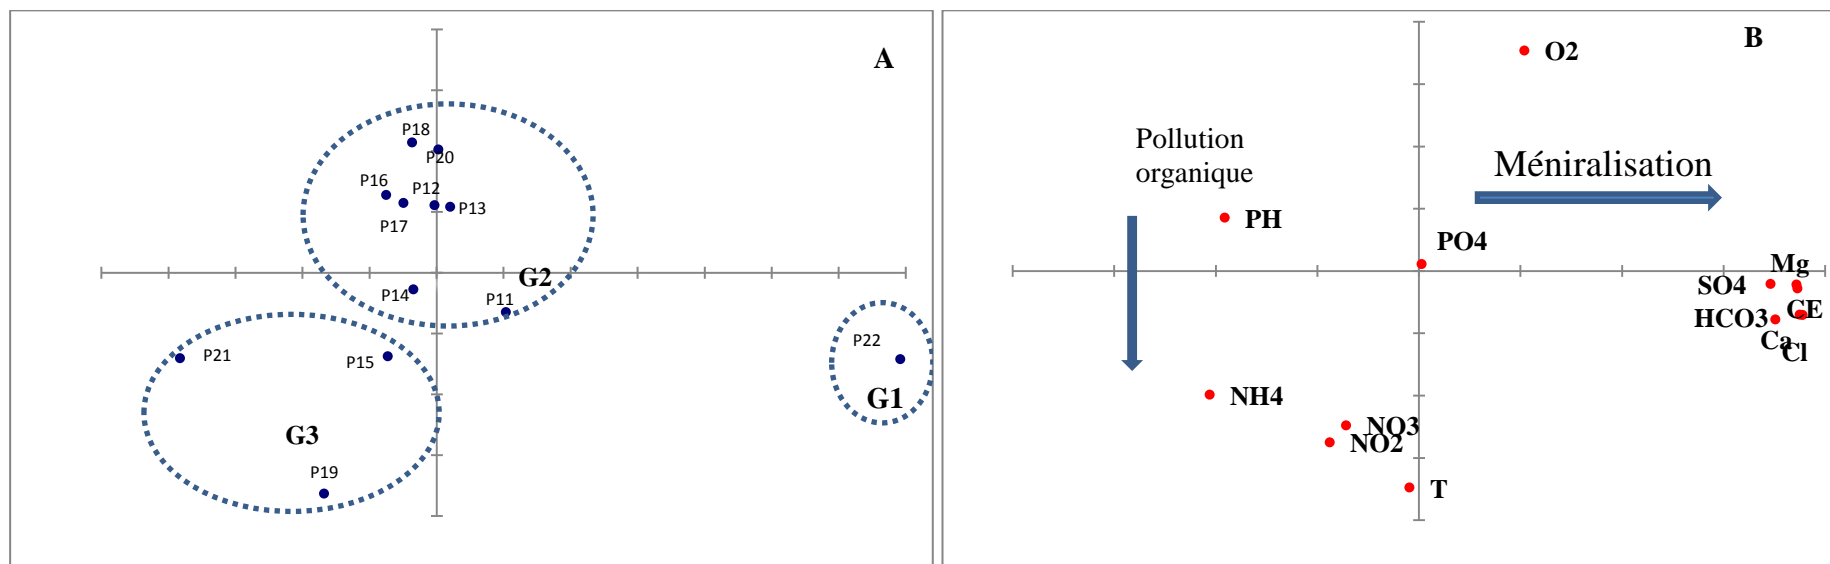 A
P18
P20
P16
P12
P13
P17
G2
P14
P11
P21
P15
P22
G1
G3
P19
B
O2
Pollution
organique
Méniralisation
PH
PO4
Mg
SO4
HCO3
CE
Ca
Cl
NH4
NO3
NO2
T